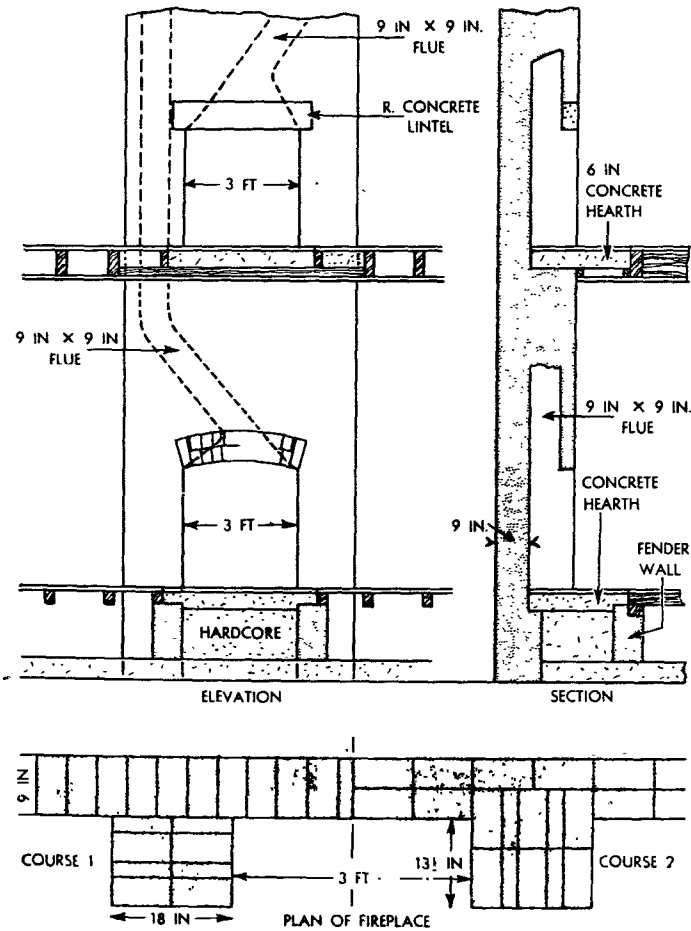 9 IN × 9 IN.
FLUE
R. CONCRETE
LINTEL
3 FT
6 IN
CONCRETE
HEARTH
9 IN × 9 IN
FLUE
9 IN × 9 IN.
FLUE
3 FT
9 IN.
CONCRETE
HEARTH
FENDER
WALL
HARDCORE
ELEVATION
SECTION
9 IN
COURSE 1
3 FT
13½ IN
COURSE 2
18 IN
PLAN OF FIREPLACE